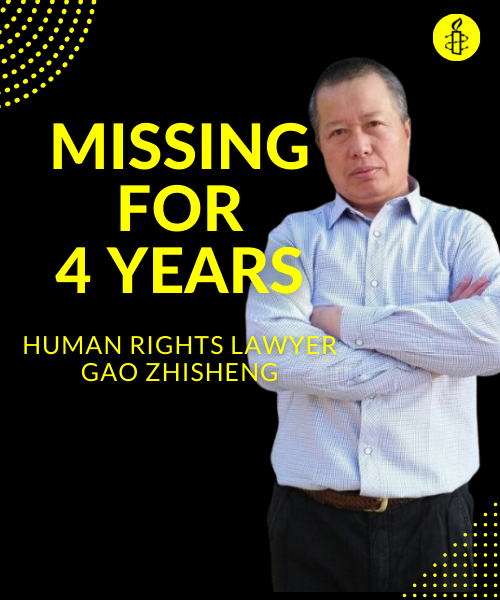 MISSING
FOR
4 YEARS
HUMAN RIGHTS LAWYER
GAO ZHISHENG